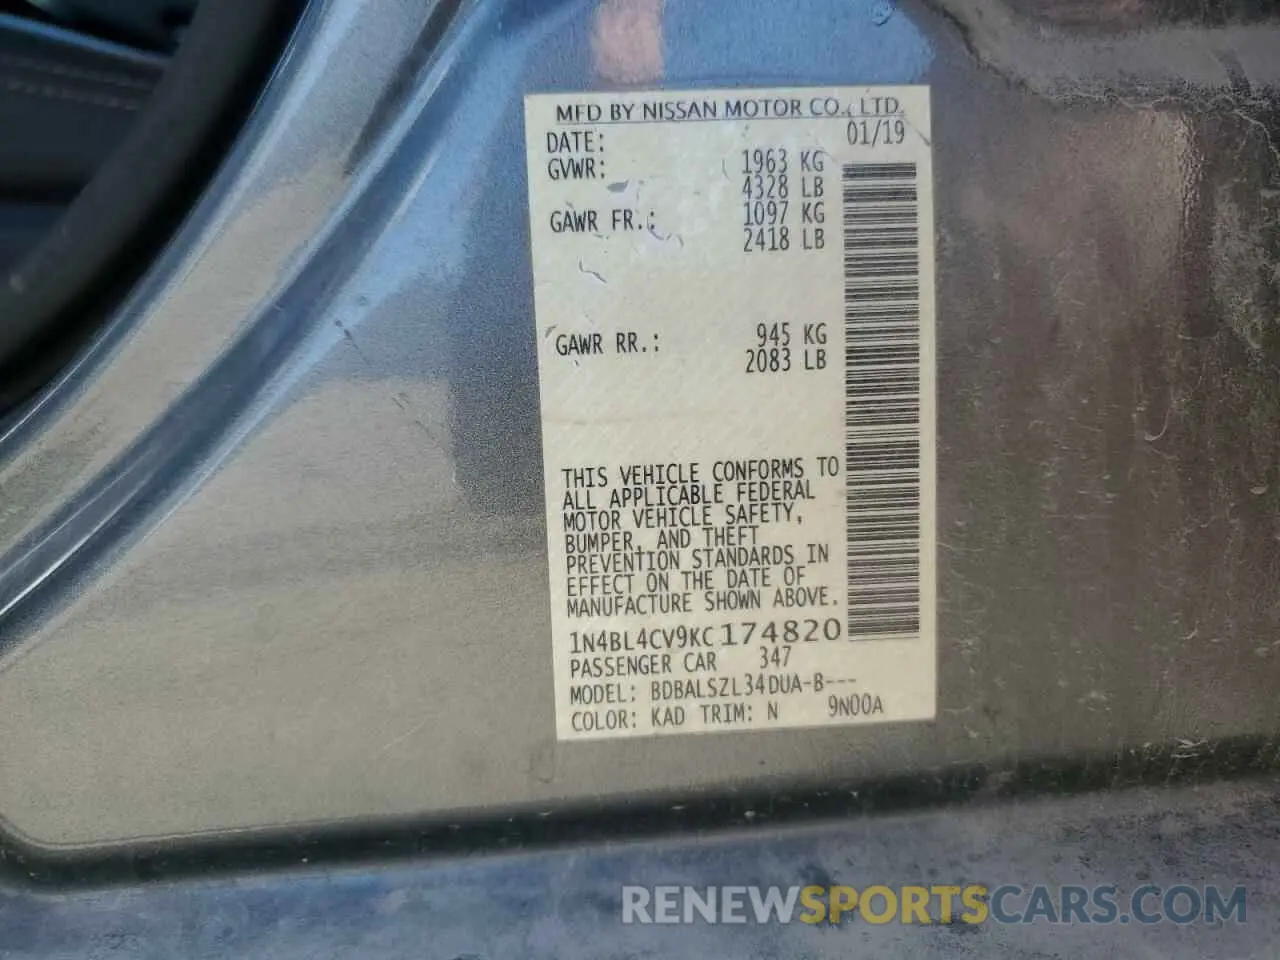 MFD BY NISSAN MOTOR CO., LTD.
DATE: 01/19
GVWR: 1963 KG
4328 LB
GAWR FR.: 1097 KG
2418 LB
GAWR RR.: 945 KG
2083 LB
THIS VEHICLE CONFORMS TO
ALL APPLICABLE FEDERAL
MOTOR VEHICLE SAFETY,
BUMPER, AND THEFT
PREVENTION STANDARDS IN
EFFECT ON THE DATE OF
MANUFACTURE SHOWN ABOVE.
1N4BL4CV9KC174820
PASSENGER CAR 347
MODEL: BDBALSZL34DUA-B---
COLOR: KAD TRIM: N 9N00A
RENEWSPORTSCARS.COM